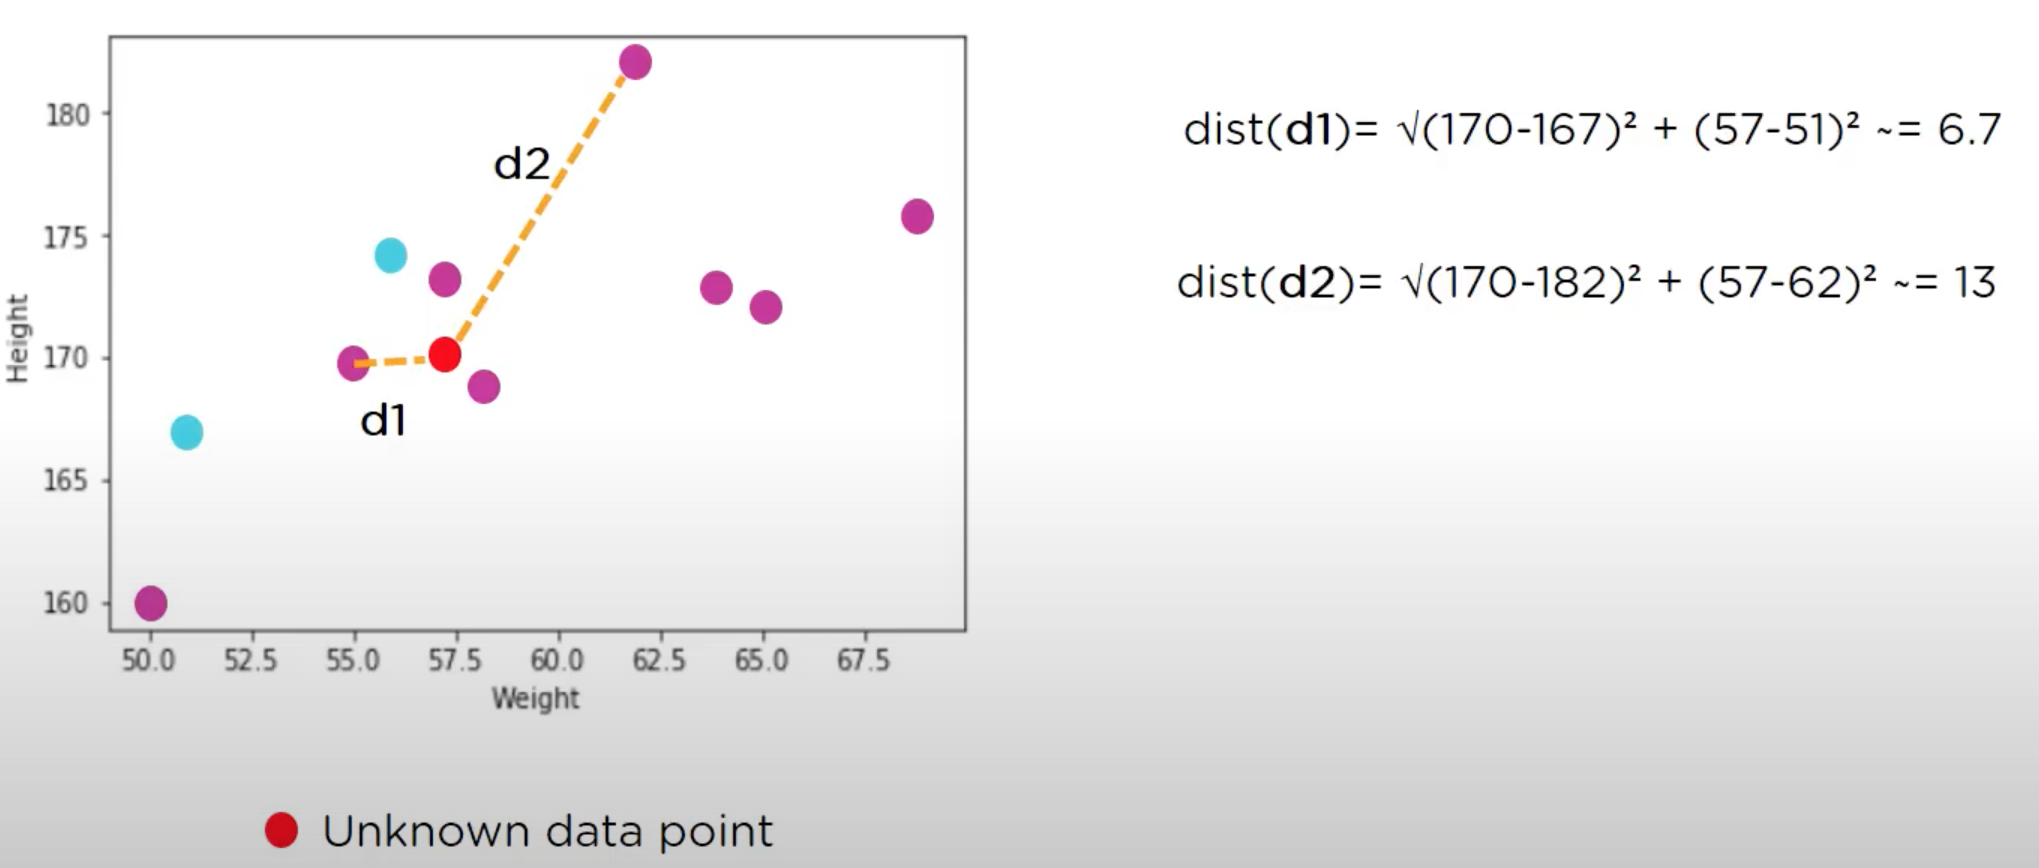 180
175
170
165
160
Height
50.0 52.5 55.0 57.5 60.0 62.5 65.0 67.5
Weight
d2
d1
dist(d1)= √(170-167)² + (57-51)² ~= 6.7
dist(d2)= √(170-182)² + (57-62)² ~= 13
Unknown data point